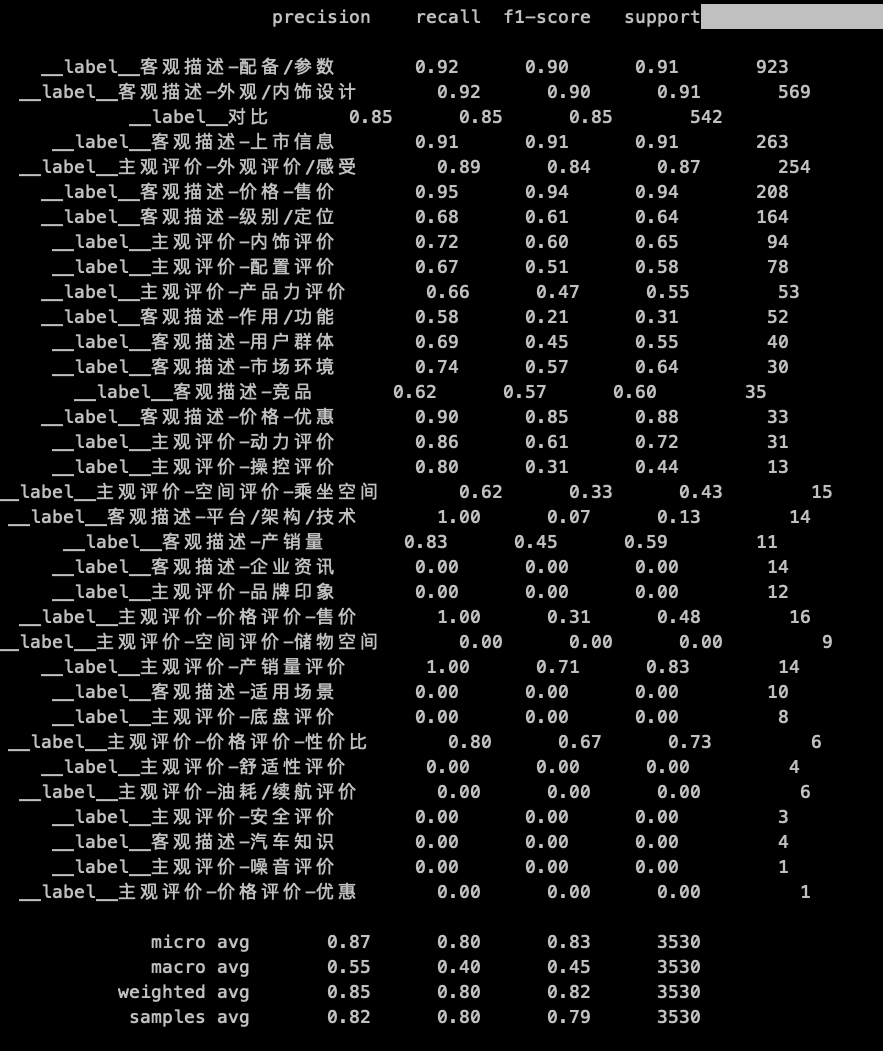 precision recall f1-score support
__label__客观描述-配备/参数 0.92 0.90 0.91 923
__label__客观描述-外观/内饰设计 0.92 0.90 0.91 569
__label__对比 0.85 0.85 0.85 542
__label__客观描述-上市信息 0.91 0.91 0.91 263
__label__主观评价-外观评价/感受 0.89 0.84 0.87 254
__label__客观描述-价格-售价 0.95 0.94 0.94 208
__label__客观描述-级别/定位 0.68 0.61 0.64 164
__label__主观评价-内饰评价 0.72 0.60 0.65 94
__label__主观评价-配置评价 0.67 0.51 0.58 78
__label__主观评价-产品力评价 0.66 0.47 0.55 53
__label__客观描述-作用/功能 0.58 0.21 0.31 52
__label__客观描述-用户群体 0.69 0.45 0.55 40
__label__客观描述-市场环境 0.74 0.57 0.64 30
__label__客观描述-竞品 0.62 0.57 0.60 35
__label__客观描述-价格-优惠 0.90 0.85 0.88 33
__label__主观评价-动力评价 0.86 0.61 0.72 31
__label__主观评价-操控评价 0.80 0.31 0.44 13
__label__主观评价-空间评价-乘坐空间 0.62 0.33 0.43 15
__label__客观描述-平台/架构/技术 1.00 0.07 0.13 14
__label__客观描述-产销量 0.83 0.45 0.59 11
__label__客观描述-企业资讯 0.00 0.00 0.00 14
__label__主观评价-品牌印象 0.00 0.00 0.00 12
__label__主观评价-价格评价-售价 1.00 0.31 0.48 16
__label__主观评价-空间评价-储物空间 0.00 0.00 0.00 9
__label__主观评价-产销量评价 1.00 0.71 0.83 14
__label__客观描述-适用场景 0.00 0.00 0.00 10
__label__主观评价-底盘评价 0.00 0.00 0.00 8
__label__主观评价-价格评价-性价比 0.80 0.67 0.73 6
__label__主观评价-舒适性评价 0.00 0.00 0.00 4
__label__主观评价-油耗/续航评价 0.00 0.00 0.00 6
__label__主观评价-安全评价 0.00 0.00 0.00 3
__label__客观描述-汽车知识 0.00 0.00 0.00 4
__label__主观评价-噪音评价 0.00 0.00 0.00 1
__label__主观评价-价格评价-优惠 0.00 0.00 0.00 1
micro avg 0.87 0.80 0.83 3530
macro avg 0.55 0.40 0.45 3530
weighted avg 0.85 0.80 0.82 3530
samples avg 0.82 0.80 0.79 3530